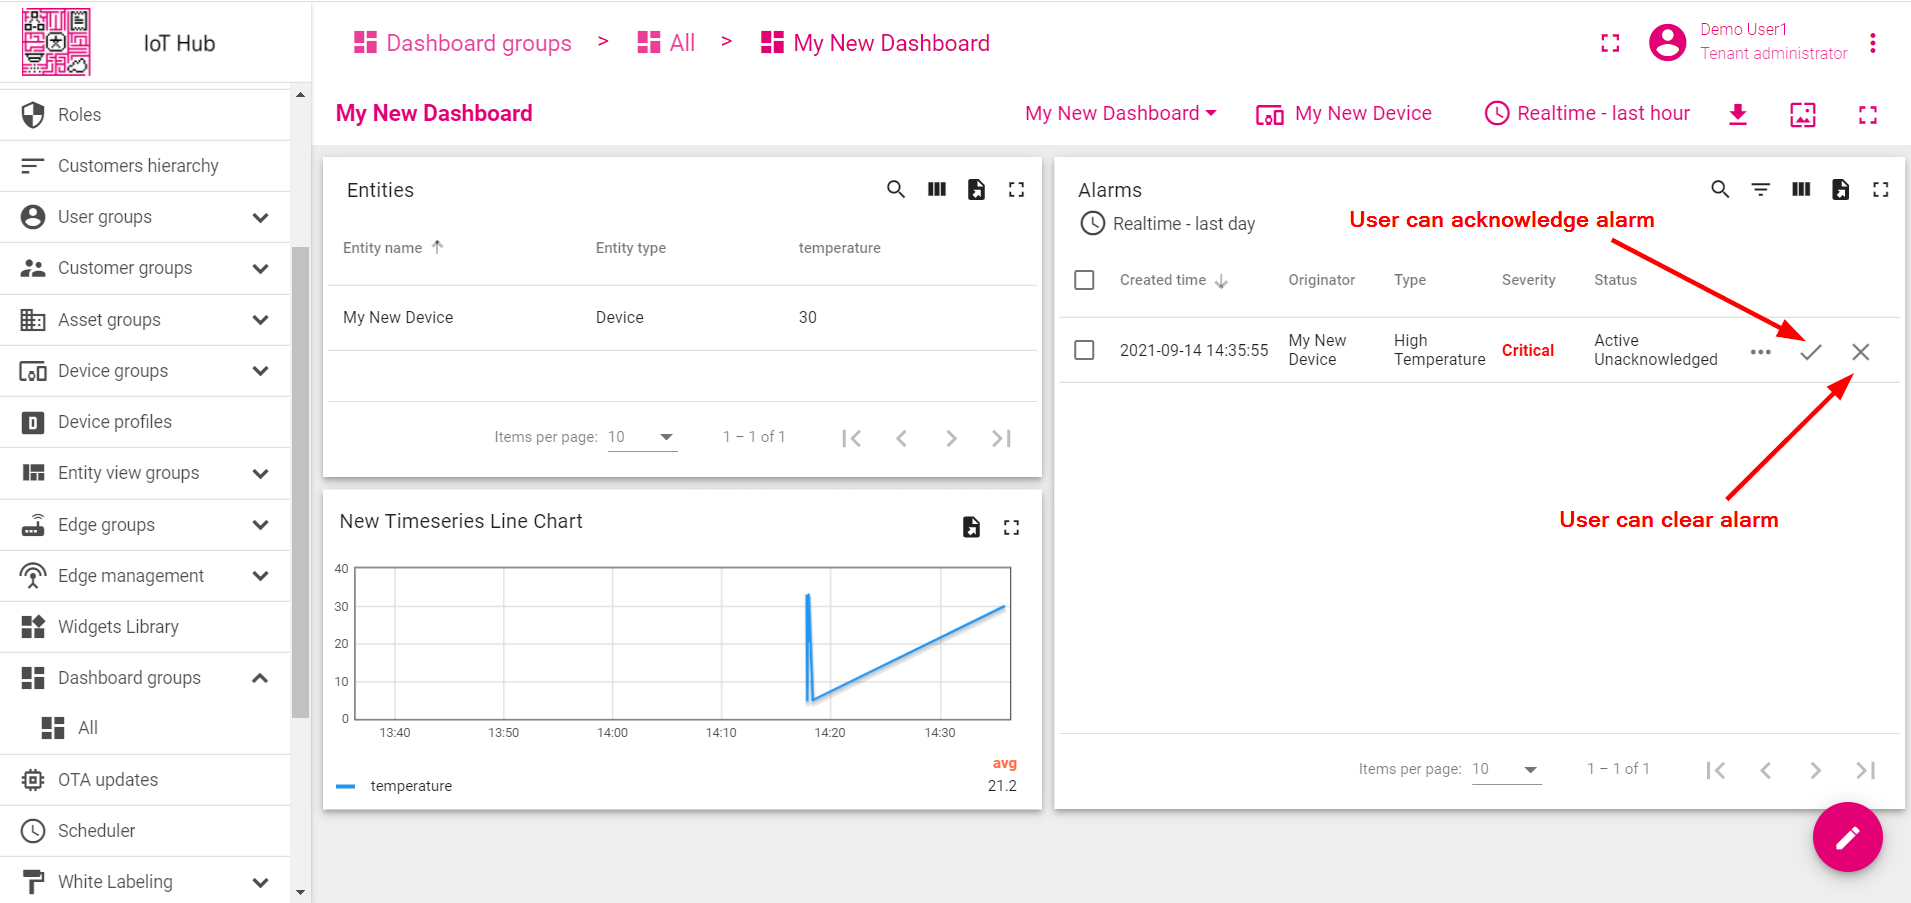 IoT Hub
Dashboard groups > All > My New Dashboard
Demo User1
Tenant administrator
Roles
Customers hierarchy
User groups
Customer groups
Asset groups
Device groups
D Device profiles
Entity view groups
Edge groups
Edge management
Widgets Library
Dashboard groups
All
OTA updates
Scheduler
White Labeling
My New Dashboard
My New Dashboard
My New Device
Realtime - last hour
Entities
Entity name Entity type temperature
My New Device Device 30
Items per page: 10 1 – 1 of 1
New Timeseries Line Chart
40
30
20
10
0
13:40 13:50 14:00 14:10 14:20 14:30
avg
temperature 21.2
Alarms
Realtime - last day
User can acknowledge alarm
Created time Originator Type Severity Status
2021-09-14 14:35:55 My New Device High Temperature Critical Active Unacknowledged
User can clear alarm
Items per page: 10 1 – 1 of 1